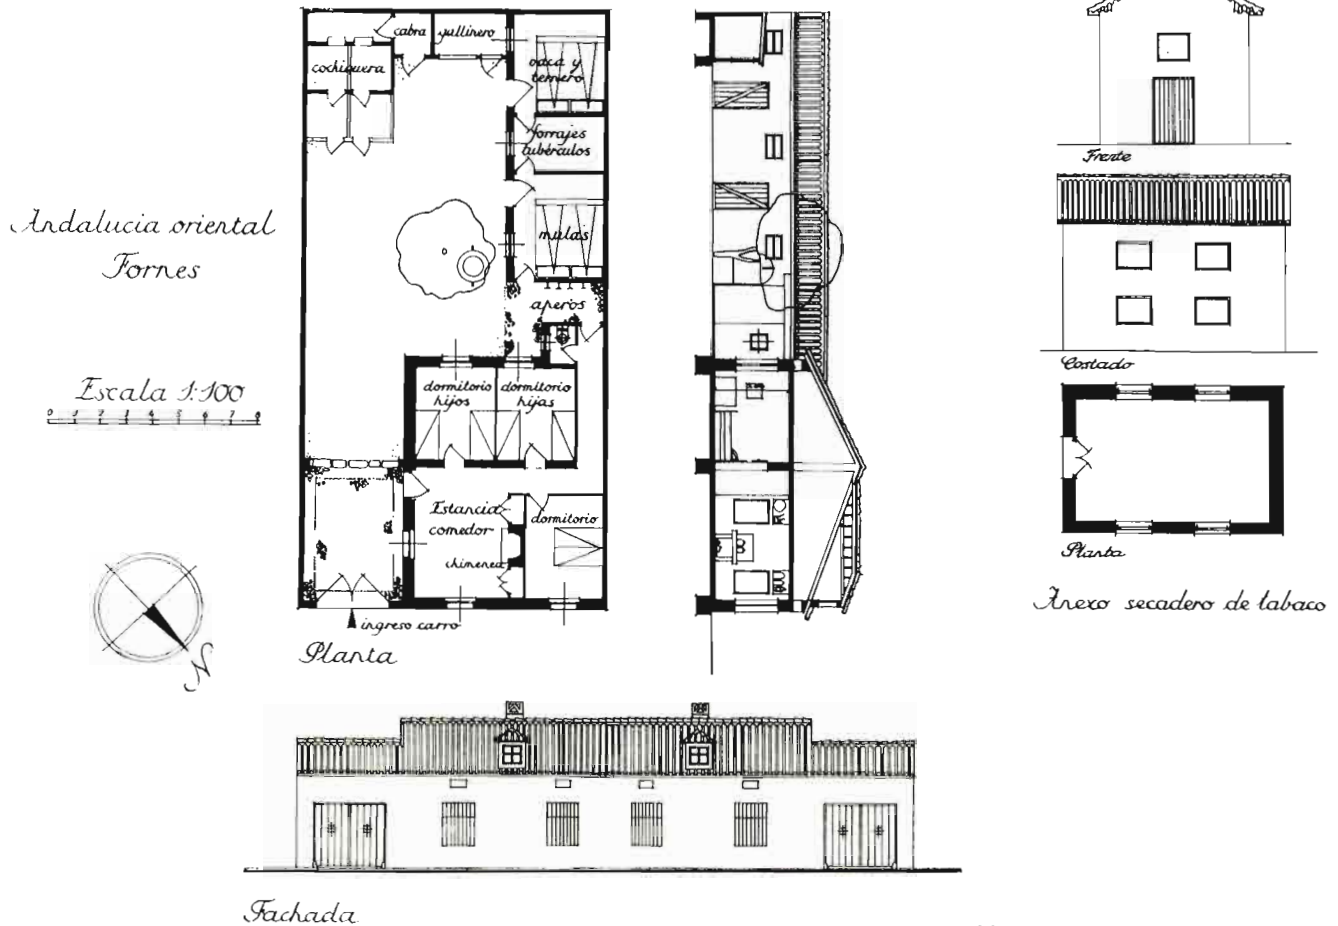 Andalucia oriental
Fornes
Escala 1:100
0 1 2 3 4 5 6 7 8
N
cabra
gallinero
cochiquera
vaca y
ternero
forrajes
tubérculos
mulas
aperos
dormitorio
hijos
dormitorio
hijas
Estancia
comedor
chimenea
dormitorio
ingreso carro
Planta
Frente
Costado
Planta
Anexo secadero de tabaco
Fachada